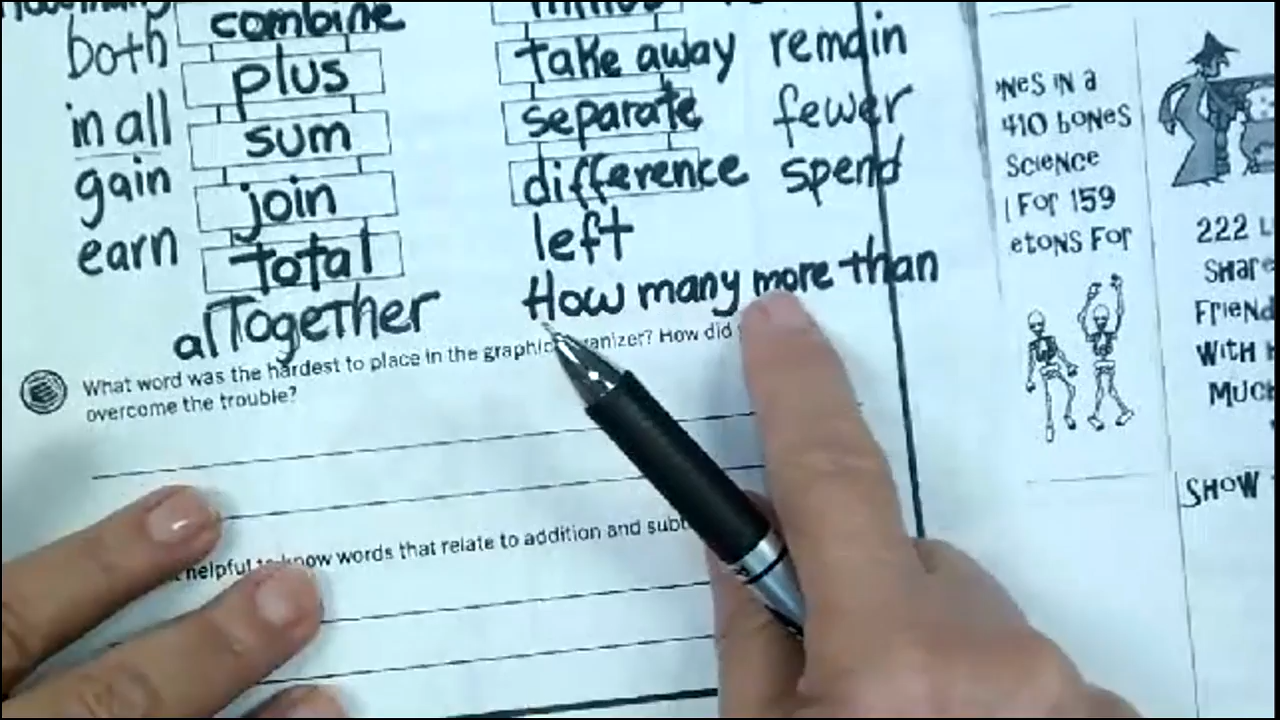 combine
both
plus
take away remain
in all
sum
separate fewer
gain
join
difference spend
earn
total
left
alTogether
How many more than
What word was the hardest to place in the graphic organizer? How did
overcome the trouble?
helpful to know words that relate to addition and
NeS IN a
410 boNeS
ScieNce
For 159
etoNS For
222
SHare
FrieND
WitH
MUcH
SHOW